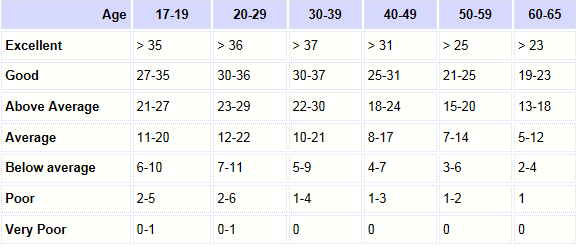 Age 17-19 20-29 30-39 40-49 50-59 60-65
Excellent > 35 > 36 > 37 > 31 > 25 > 23
Good 27-35 30-36 30-37 25-31 21-25 19-23
Above Average 21-27 23-29 22-30 18-24 15-20 13-18
Average 11-20 12-22 10-21 8-17 7-14 5-12
Below average 6-10 7-11 5-9 4-7 3-6 2-4
Poor 2-5 2-6 1-4 1-3 1-2 1
Very Poor 0-1 0-1 0 0 0 0